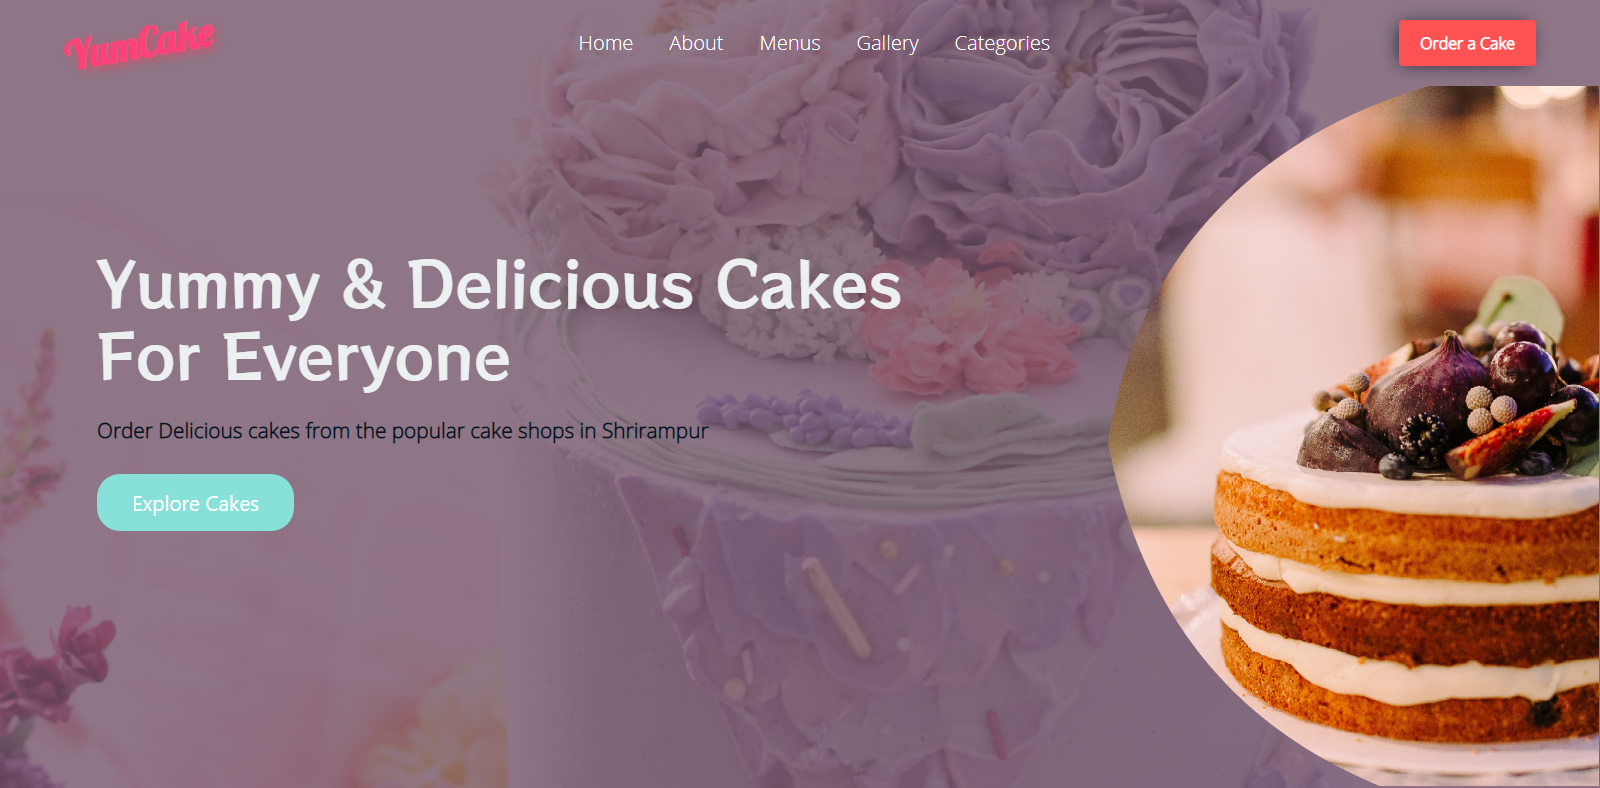 YumCake
Home About Menus Gallery Categories
Order a Cake
Yummy & Delicious Cakes
For Everyone
Order Delicious cakes from the popular cake shops in Shrirampur
Explore Cakes